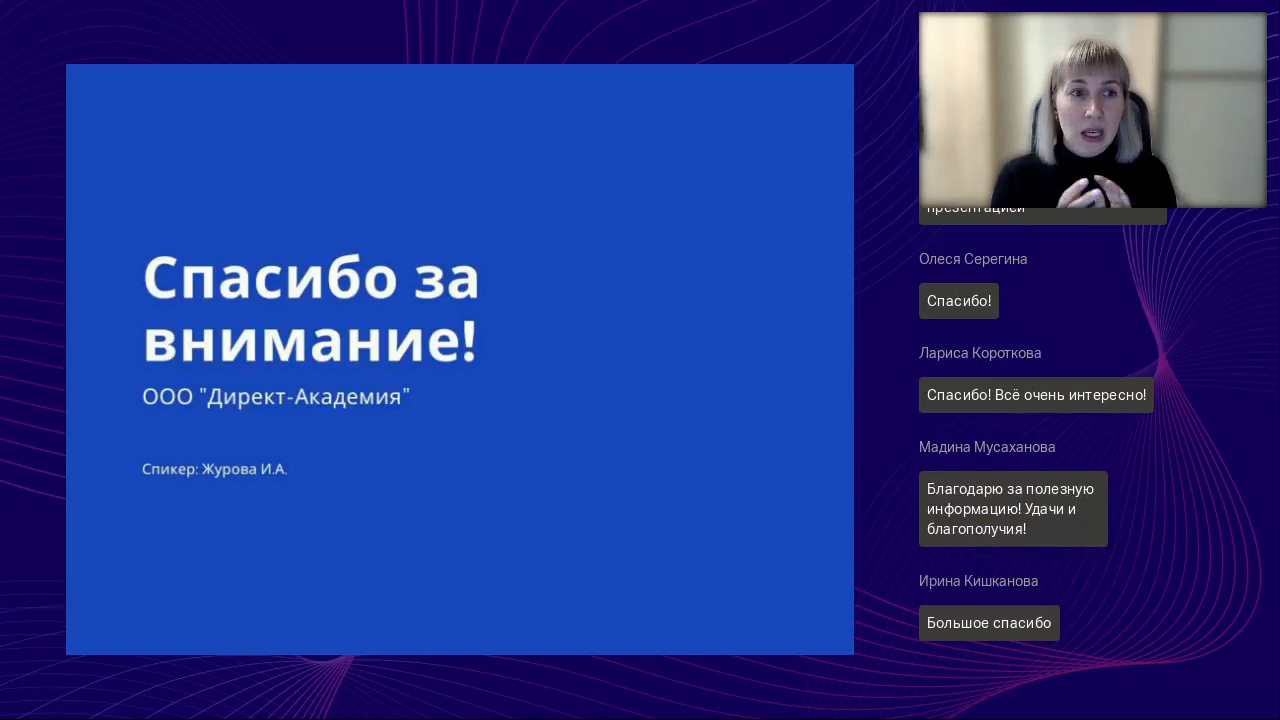 Спасибо за
внимание!
ООО "Директ-Академия"
Спикер: Журова И.А.
презентацией
Олеся Серегина
Спасибо!
Лариса Короткова
Спасибо! Всё очень интересно!
Мадина Мусаханова
Благодарю за полезную
информацию! Удачи и
благополучия!
Ирина Кишканова
Большое спасибо